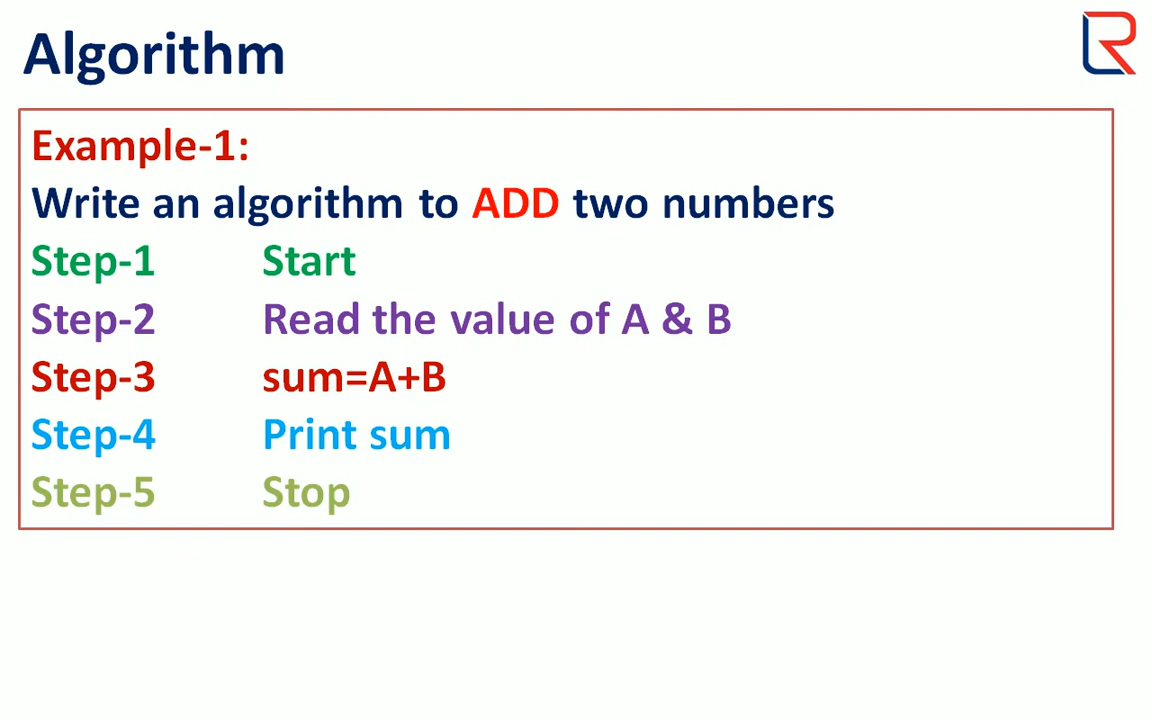 Algorithm
Example-1:
Write an algorithm to ADD two numbers
Step-1 Start
Step-2 Read the value of A & B
Step-3 sum=A+B
Step-4 Print sum
Step-5 Stop